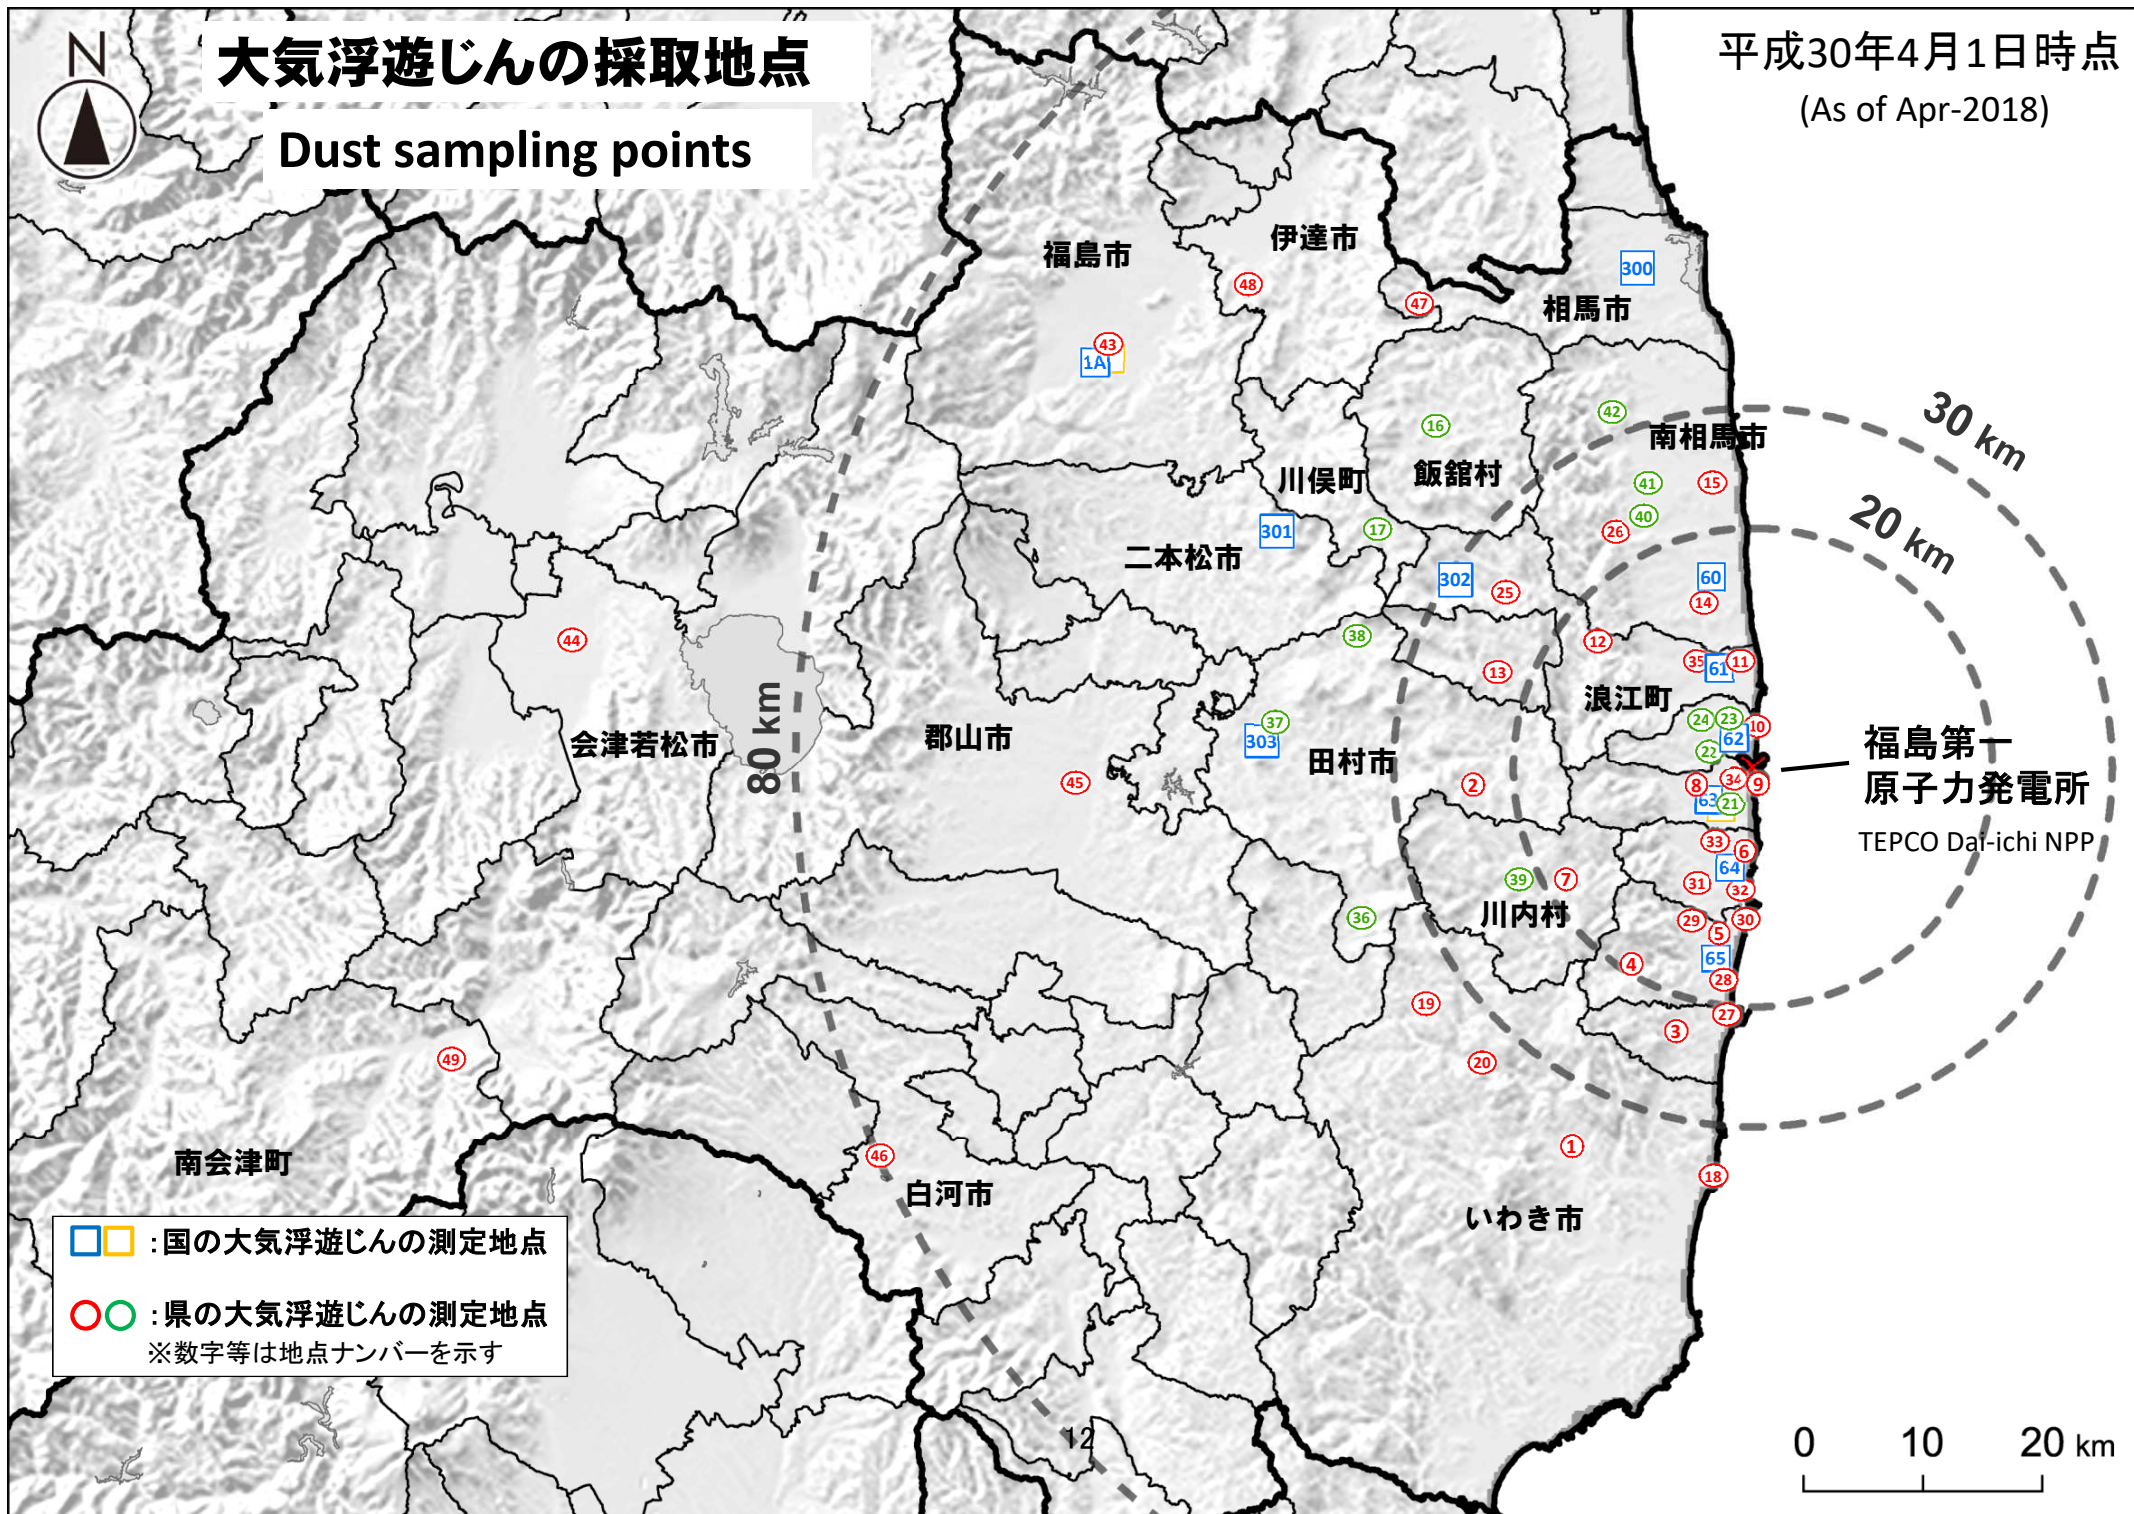 N
大気浮遊じんの採取地点
Dust sampling points
平成30年4月1日時点
(As of Apr-2018)
伊達市
福島市
300
48
47
相馬市
43
1A
30 km
42
16
南相馬市
川俣町
飯舘村
41
15
20 km
40
17
26
301
二本松市
302
60
25
14
38
44
12
35
61
11
13
浪江町
80 km
24
23
10
37
62
会津若松市
郡山市
303
22
福島第一
田村市
34
45
2
8
9
原子力発電所
63
21
33
TEPCO Dai-ichi NPP
6
64
39
7
31
32
川内村
36
29
30
5
65
4
28
19
27
3
49
20
1
46
南会津町
18
白河市
いわき市
:国の大気浮遊じんの測定地点
:県の大気浮遊じんの測定地点
※数字等は地点ナンバーを示す
12
0 10 20 km